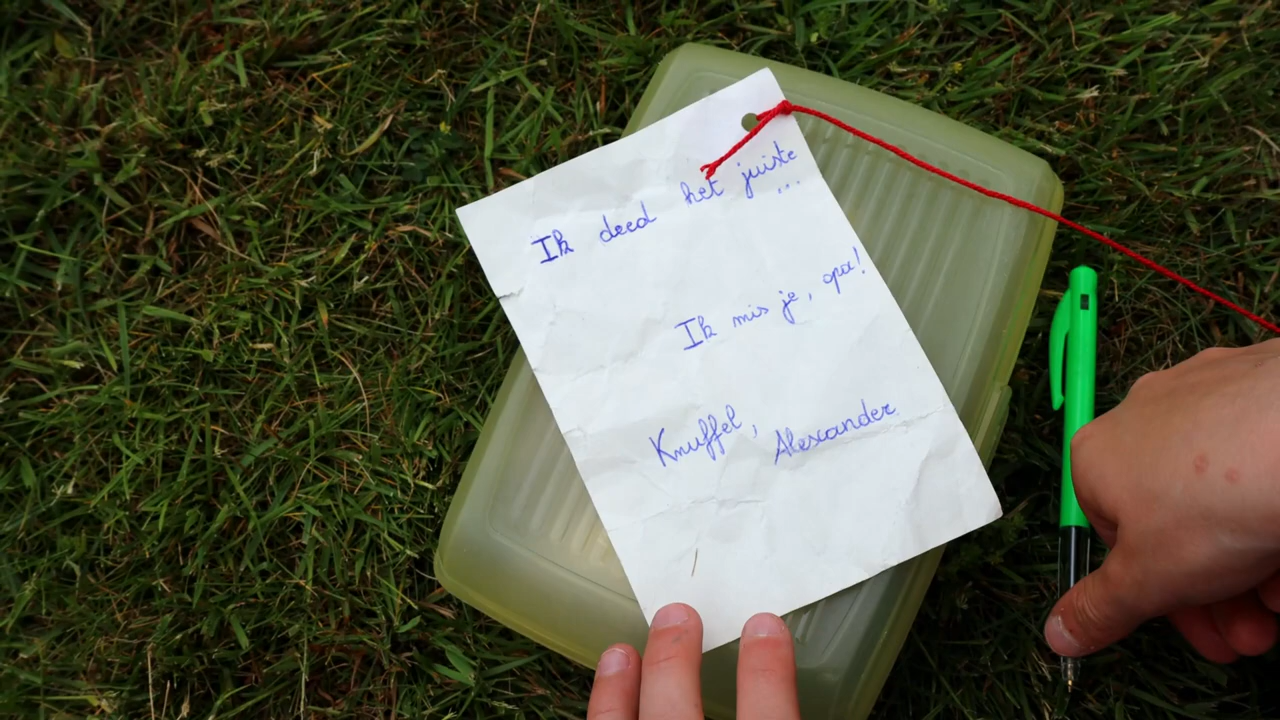 Ik deed het juiste
...
Ik mis je, opa!
Knuffel,
Alexander